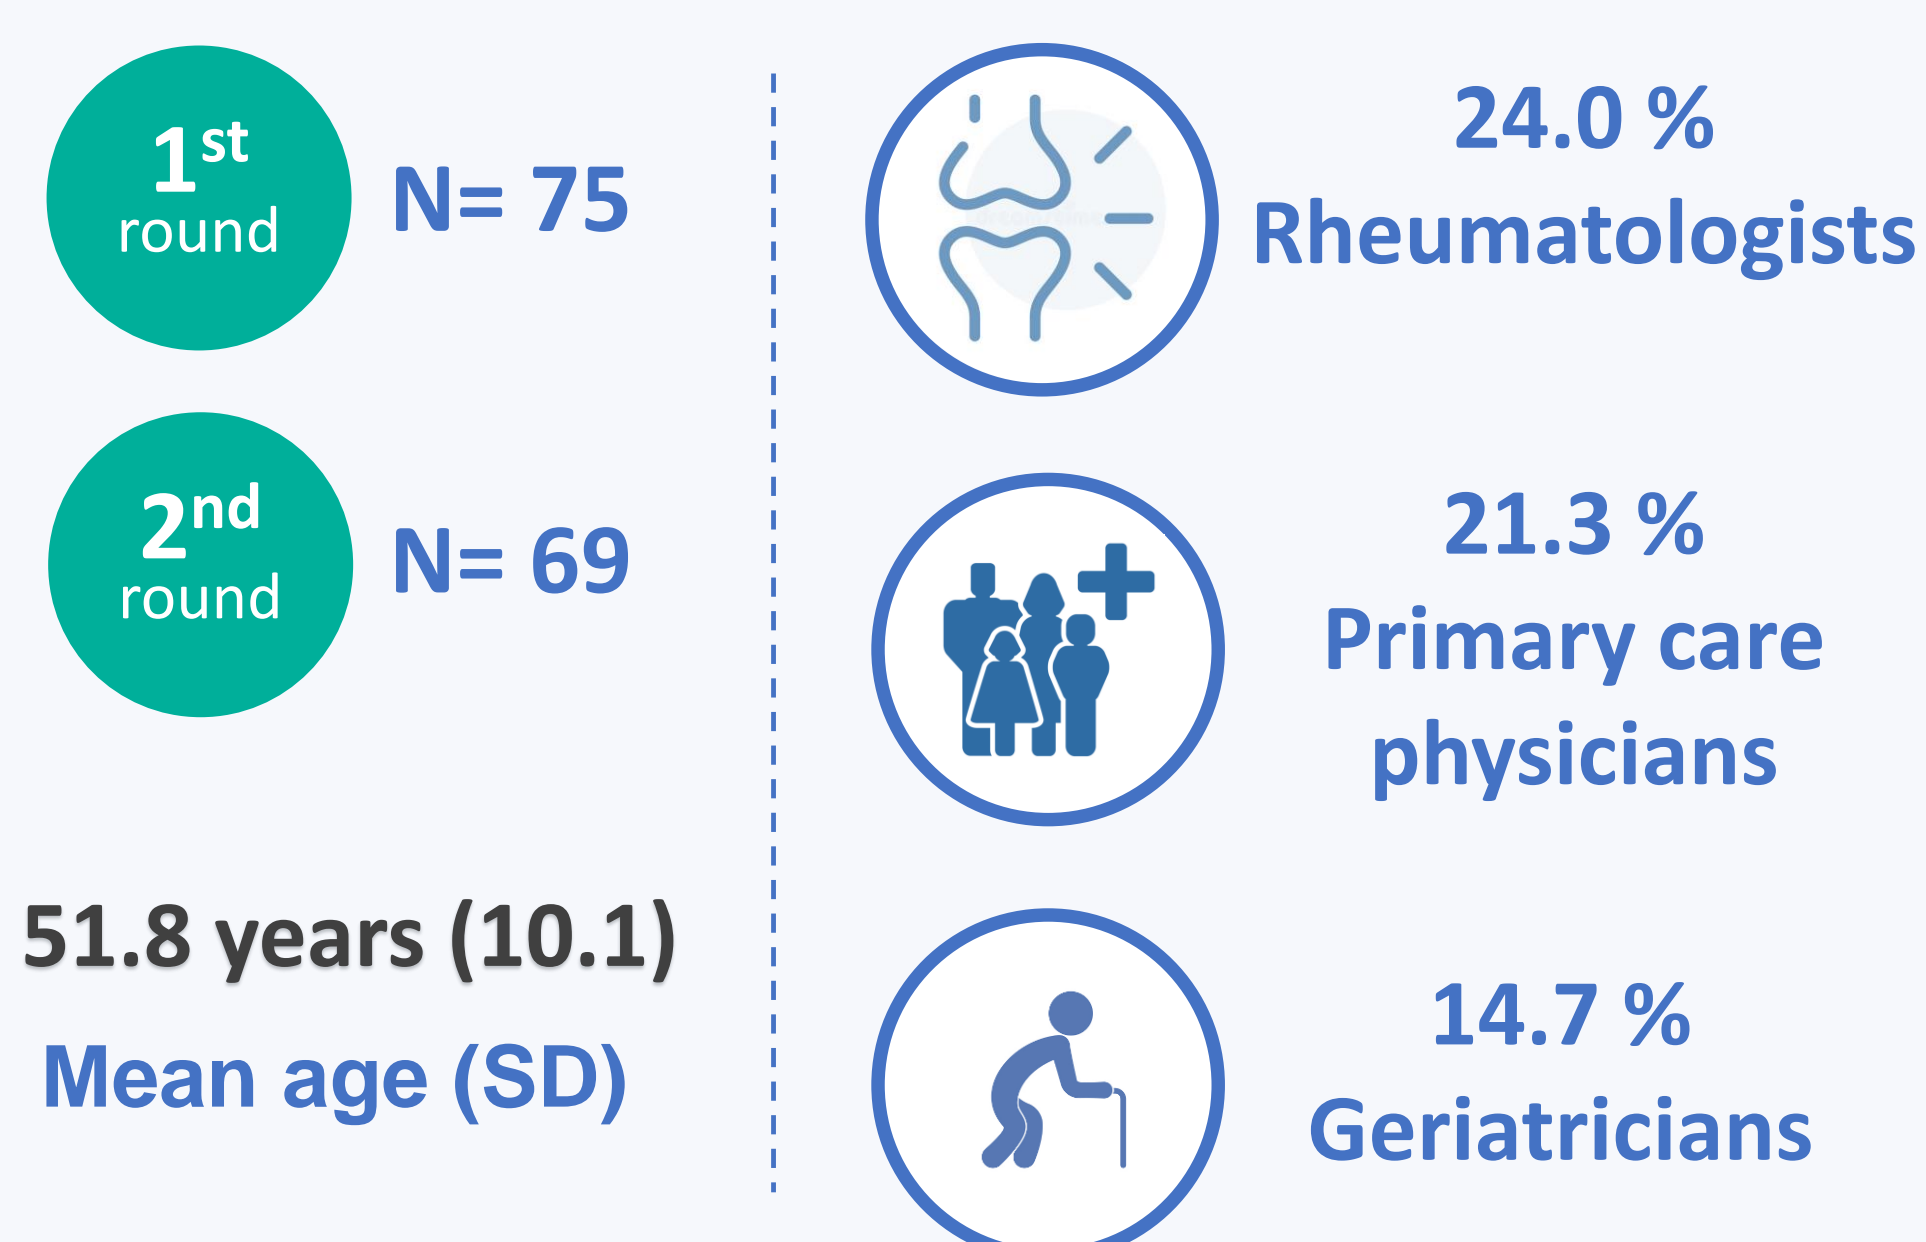 1st
round
N= 75
2nd
round
N= 69
51.8 years (10.1)
Mean age (SD)
24.0 %
Rheumatologists
21.3 %
Primary care
physicians
14.7 %
Geriatricians